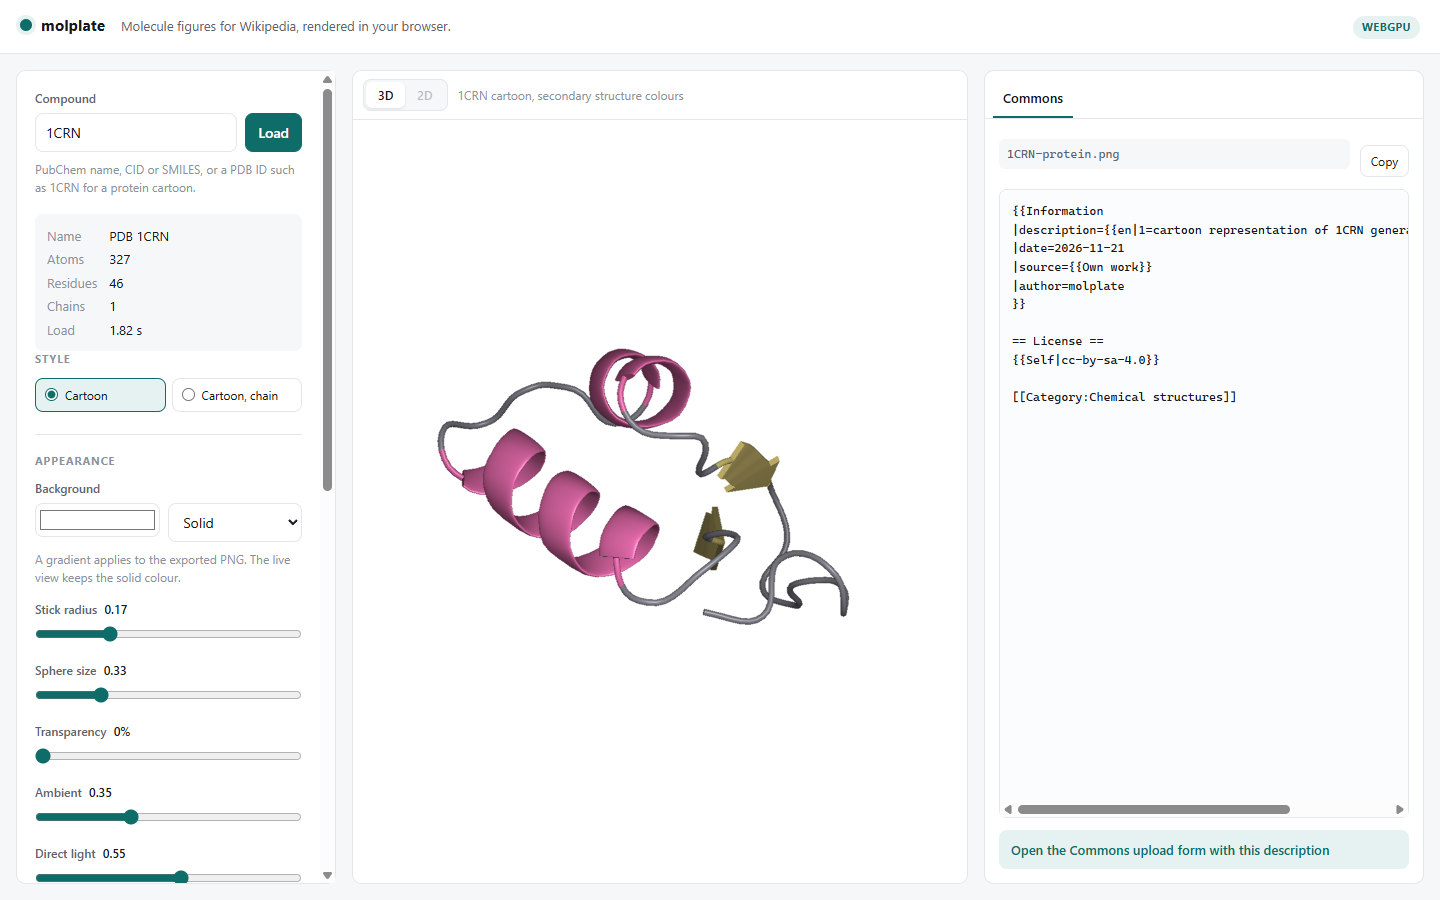 molplate
Molecule figures for Wikipedia, rendered in your browser.
WEBGPU
Compound
1CRN
Load
PubChem name, CID or SMILES, or a PDB ID such
as 1CRN for a protein cartoon.
Name PDB 1CRN
Atoms 327
Residues 46
Chains 1
Load 1.82 s
STYLE
Cartoon
Cartoon, chain
APPEARANCE
Background
Solid
A gradient applies to the exported PNG. The live
view keeps the solid colour.
Stick radius 0.17
Sphere size 0.33
Transparency 0%
Ambient 0.35
Direct light 0.55
3D 2D 1CRN cartoon, secondary structure colours
Commons
1CRN-protein.png
Copy
{{Information
|description={{en|1=cartoon representation of 1CRN genera
|date=2026-11-21
|source={{Own work}}
|author=molplate
}}
== License ==
{{Self|cc-by-sa-4.0}}
[[Category:Chemical structures]]
Open the Commons upload form with this description